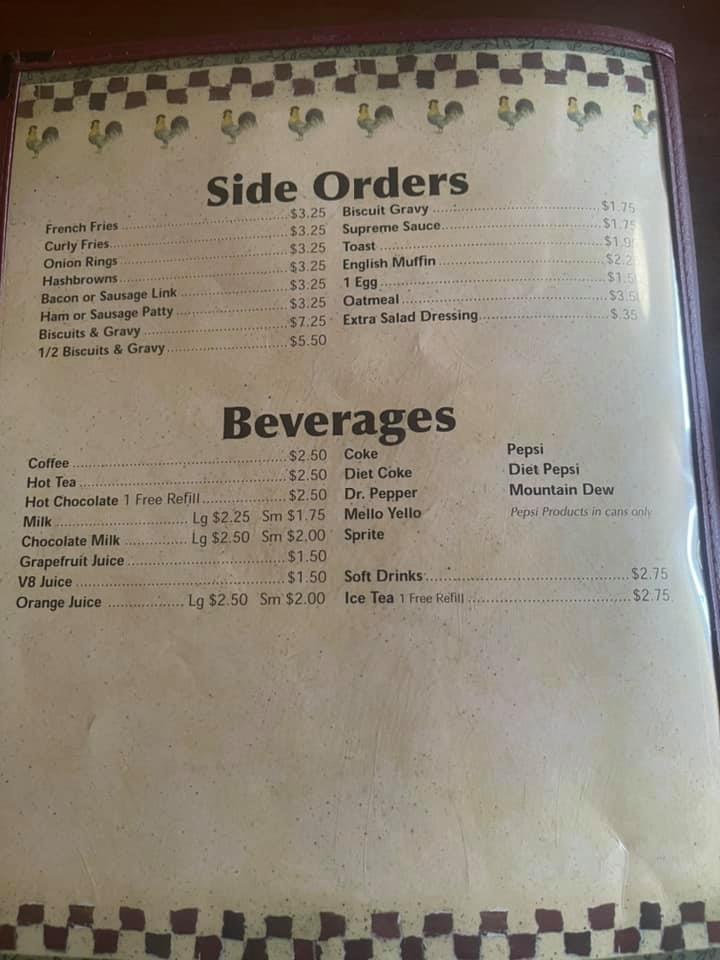 Side Orders
French Fries ..... $3.25
Curly Fries ..... $3.25
Onion Rings ..... $3.25
Hashbrowns ..... $3.25
Bacon or Sausage Link ..... $3.25
Ham or Sausage Patty ..... $3.25
Biscuits & Gravy ..... $7.25
1/2 Biscuits & Gravy ..... $5.50
Biscuit Gravy ..... $1.75
Supreme Sauce ..... $1.75
Toast .....
English Muffin .....
1 Egg .....
Oatmeal .....
Extra Salad Dressing ..... $.35
Beverages
Coffee ..... $2.50
Hot Tea ..... $2.50
Hot Chocolate 1 Free Refill ..... $2.50
Milk ..... Lg $2.25 Sm $1.75
Chocolate Milk ..... Lg $2.50 Sm $2.00
Grapefruit Juice ..... $1.50
V8 Juice ..... $1.50
Orange Juice ..... Lg $2.50 Sm $2.00
Coke
Diet Coke
Dr. Pepper
Mello Yello
Sprite
Pepsi
Diet Pepsi
Mountain Dew
Pepsi Products in cans only
Soft Drinks ..... $2.75
Ice Tea 1 Free Refill ..... $2.75